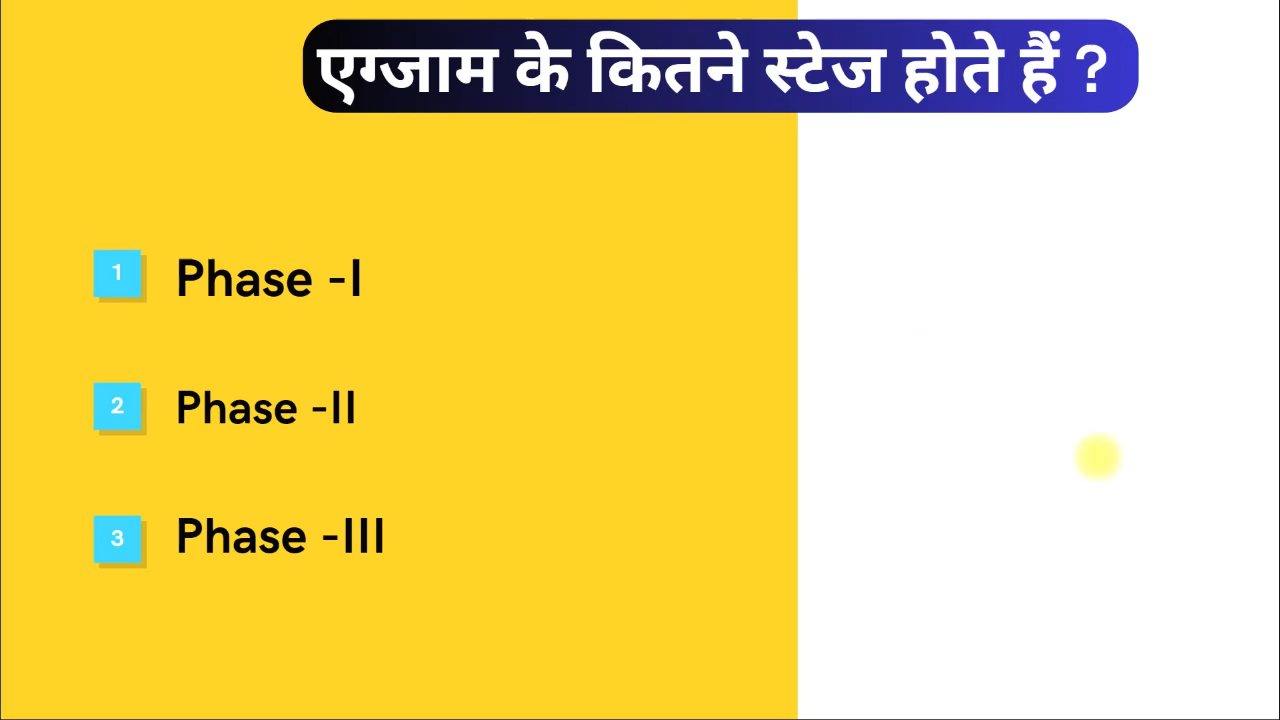 एग्जाम के कितने स्टेज होते हैं ?
1 Phase -I
2 Phase -II
3 Phase -III